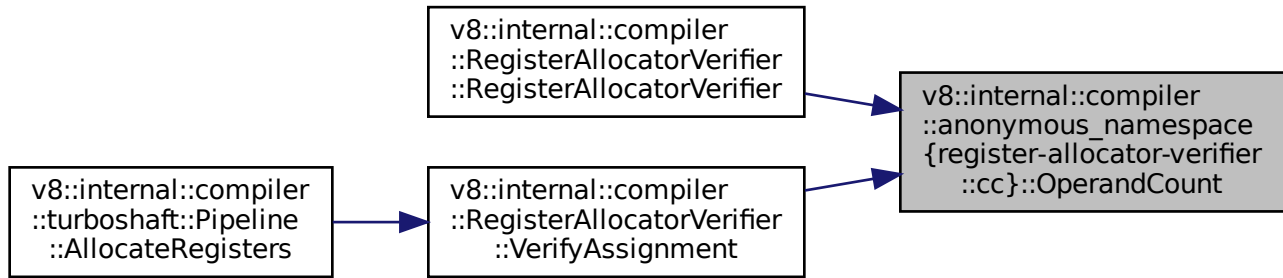 v8::internal::compiler
::RegisterAllocatorVerifier
::RegisterAllocatorVerifier
v8::internal::compiler
::anonymous_namespace
{register-allocator-verifier
::cc}::OperandCount
v8::internal::compiler
::turboshaft::Pipeline
::AllocateRegisters
v8::internal::compiler
::RegisterAllocatorVerifier
::VerifyAssignment